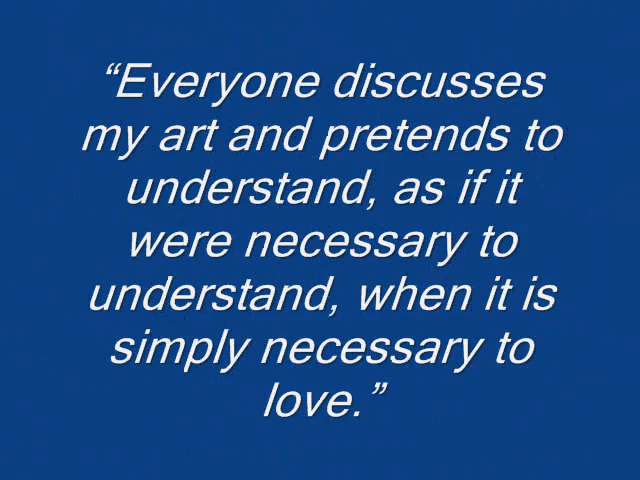 “Everyone discusses
my art and pretends to
understand, as if it
were necessary to
understand, when it is
simply necessary to
love.”